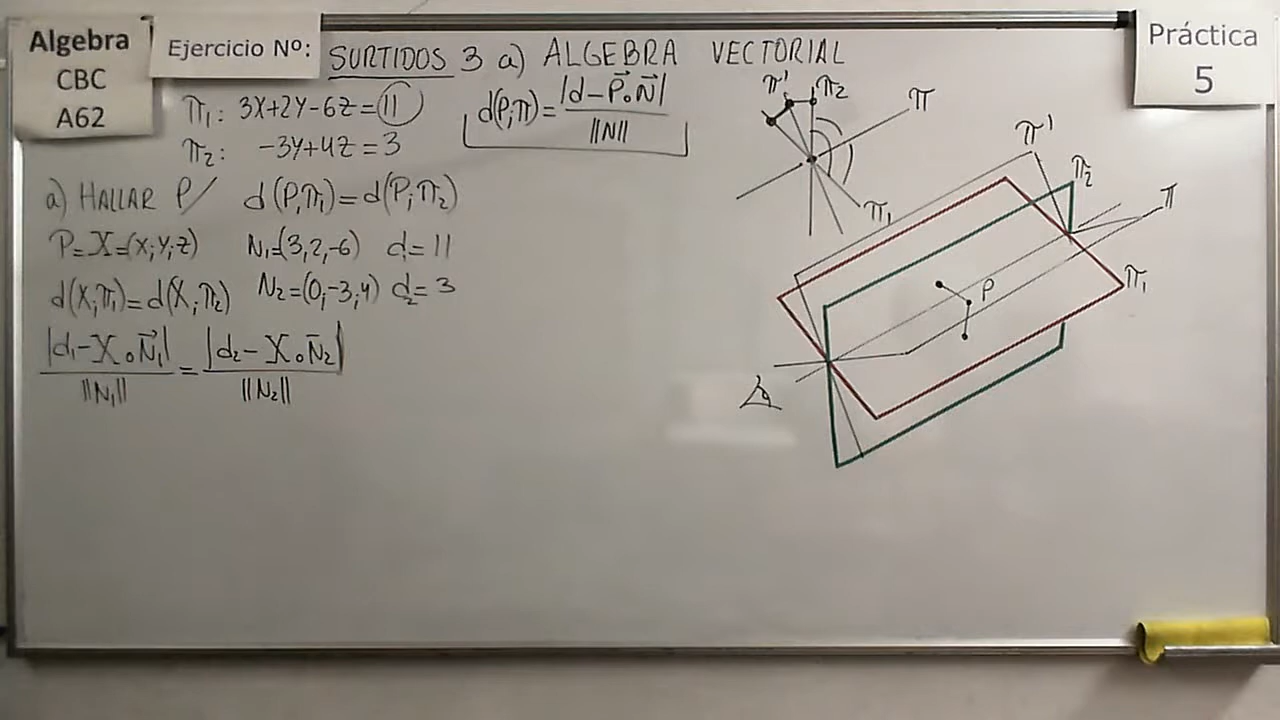 Algebra
CBC
A62
Ejercicio Nº:
SURTIDOS 3 a) ALGEBRA VECTORIAL
Práctica
5
π₁: 3X+2Y-6Z=11
π₂: -3Y+4Z=3
d(P;π)=|d-P⃗∘N⃗|/||N||
a) HALLAR P/ d(P,π₁)=d(P;π₂)
P=X=(X;Y;Z) N₁=(3,2,-6) d₁=11
d(X;π₁)=d(X;π₂) N₂=(0,-3,4) d₂=3
|d₁-X∘N⃗₁|/||N₁|| = |d₂-X∘N⃗₂|/||N₂||
π' π₂
π
π₁
π'
π₂
π
π₁
P